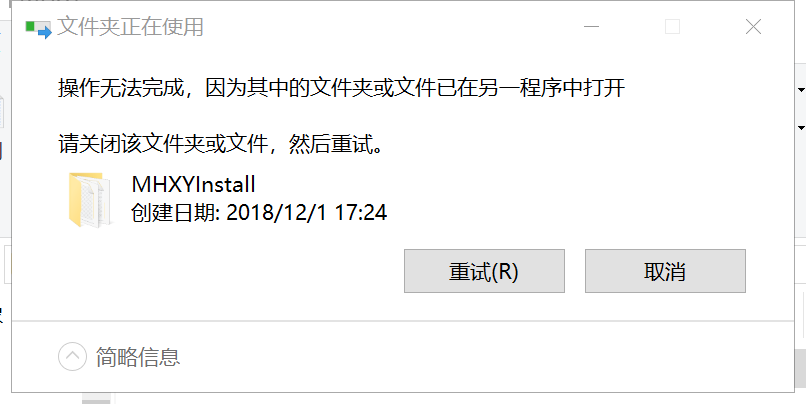 文件夹正在使用
操作无法完成，因为其中的文件夹或文件已在另一程序中打开
请关闭该文件夹或文件，然后重试。
MHXYInstall
创建日期: 2018/12/1 17:24
重试(R)
取消
简略信息